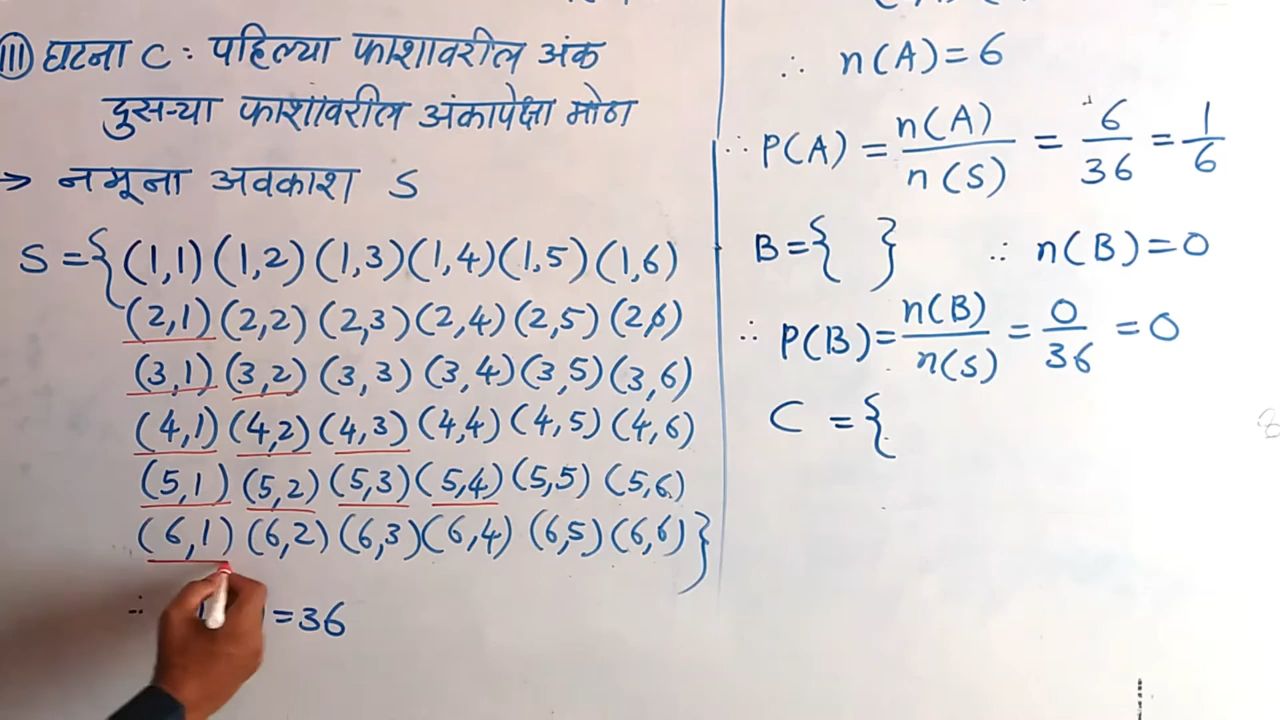 III घटना C : पहिल्या फाशावरील अंक
दुसऱ्या फाशावरील अंकापेक्षा मोठा
→ नमूना अवकाश S
S = { (1,1) (1,2) (1,3) (1,4) (1,5) (1,6)
(2,1) (2,2) (2,3) (2,4) (2,5) (2,6)
(3,1) (3,2) (3,3) (3,4) (3,5) (3,6)
(4,1) (4,2) (4,3) (4,4) (4,5) (4,6)
(5,1) (5,2) (5,3) (5,4) (5,5) (5,6)
(6,1) (6,2) (6,3) (6,4) (6,5) (6,6) }
= 36
∴ n(A) = 6
∴ P(A) = n(A)/n(S) = 6/36 = 1/6
B = { } ∴ n(B) = 0
∴ P(B) = n(B)/n(S) = 0/36 = 0
C = {